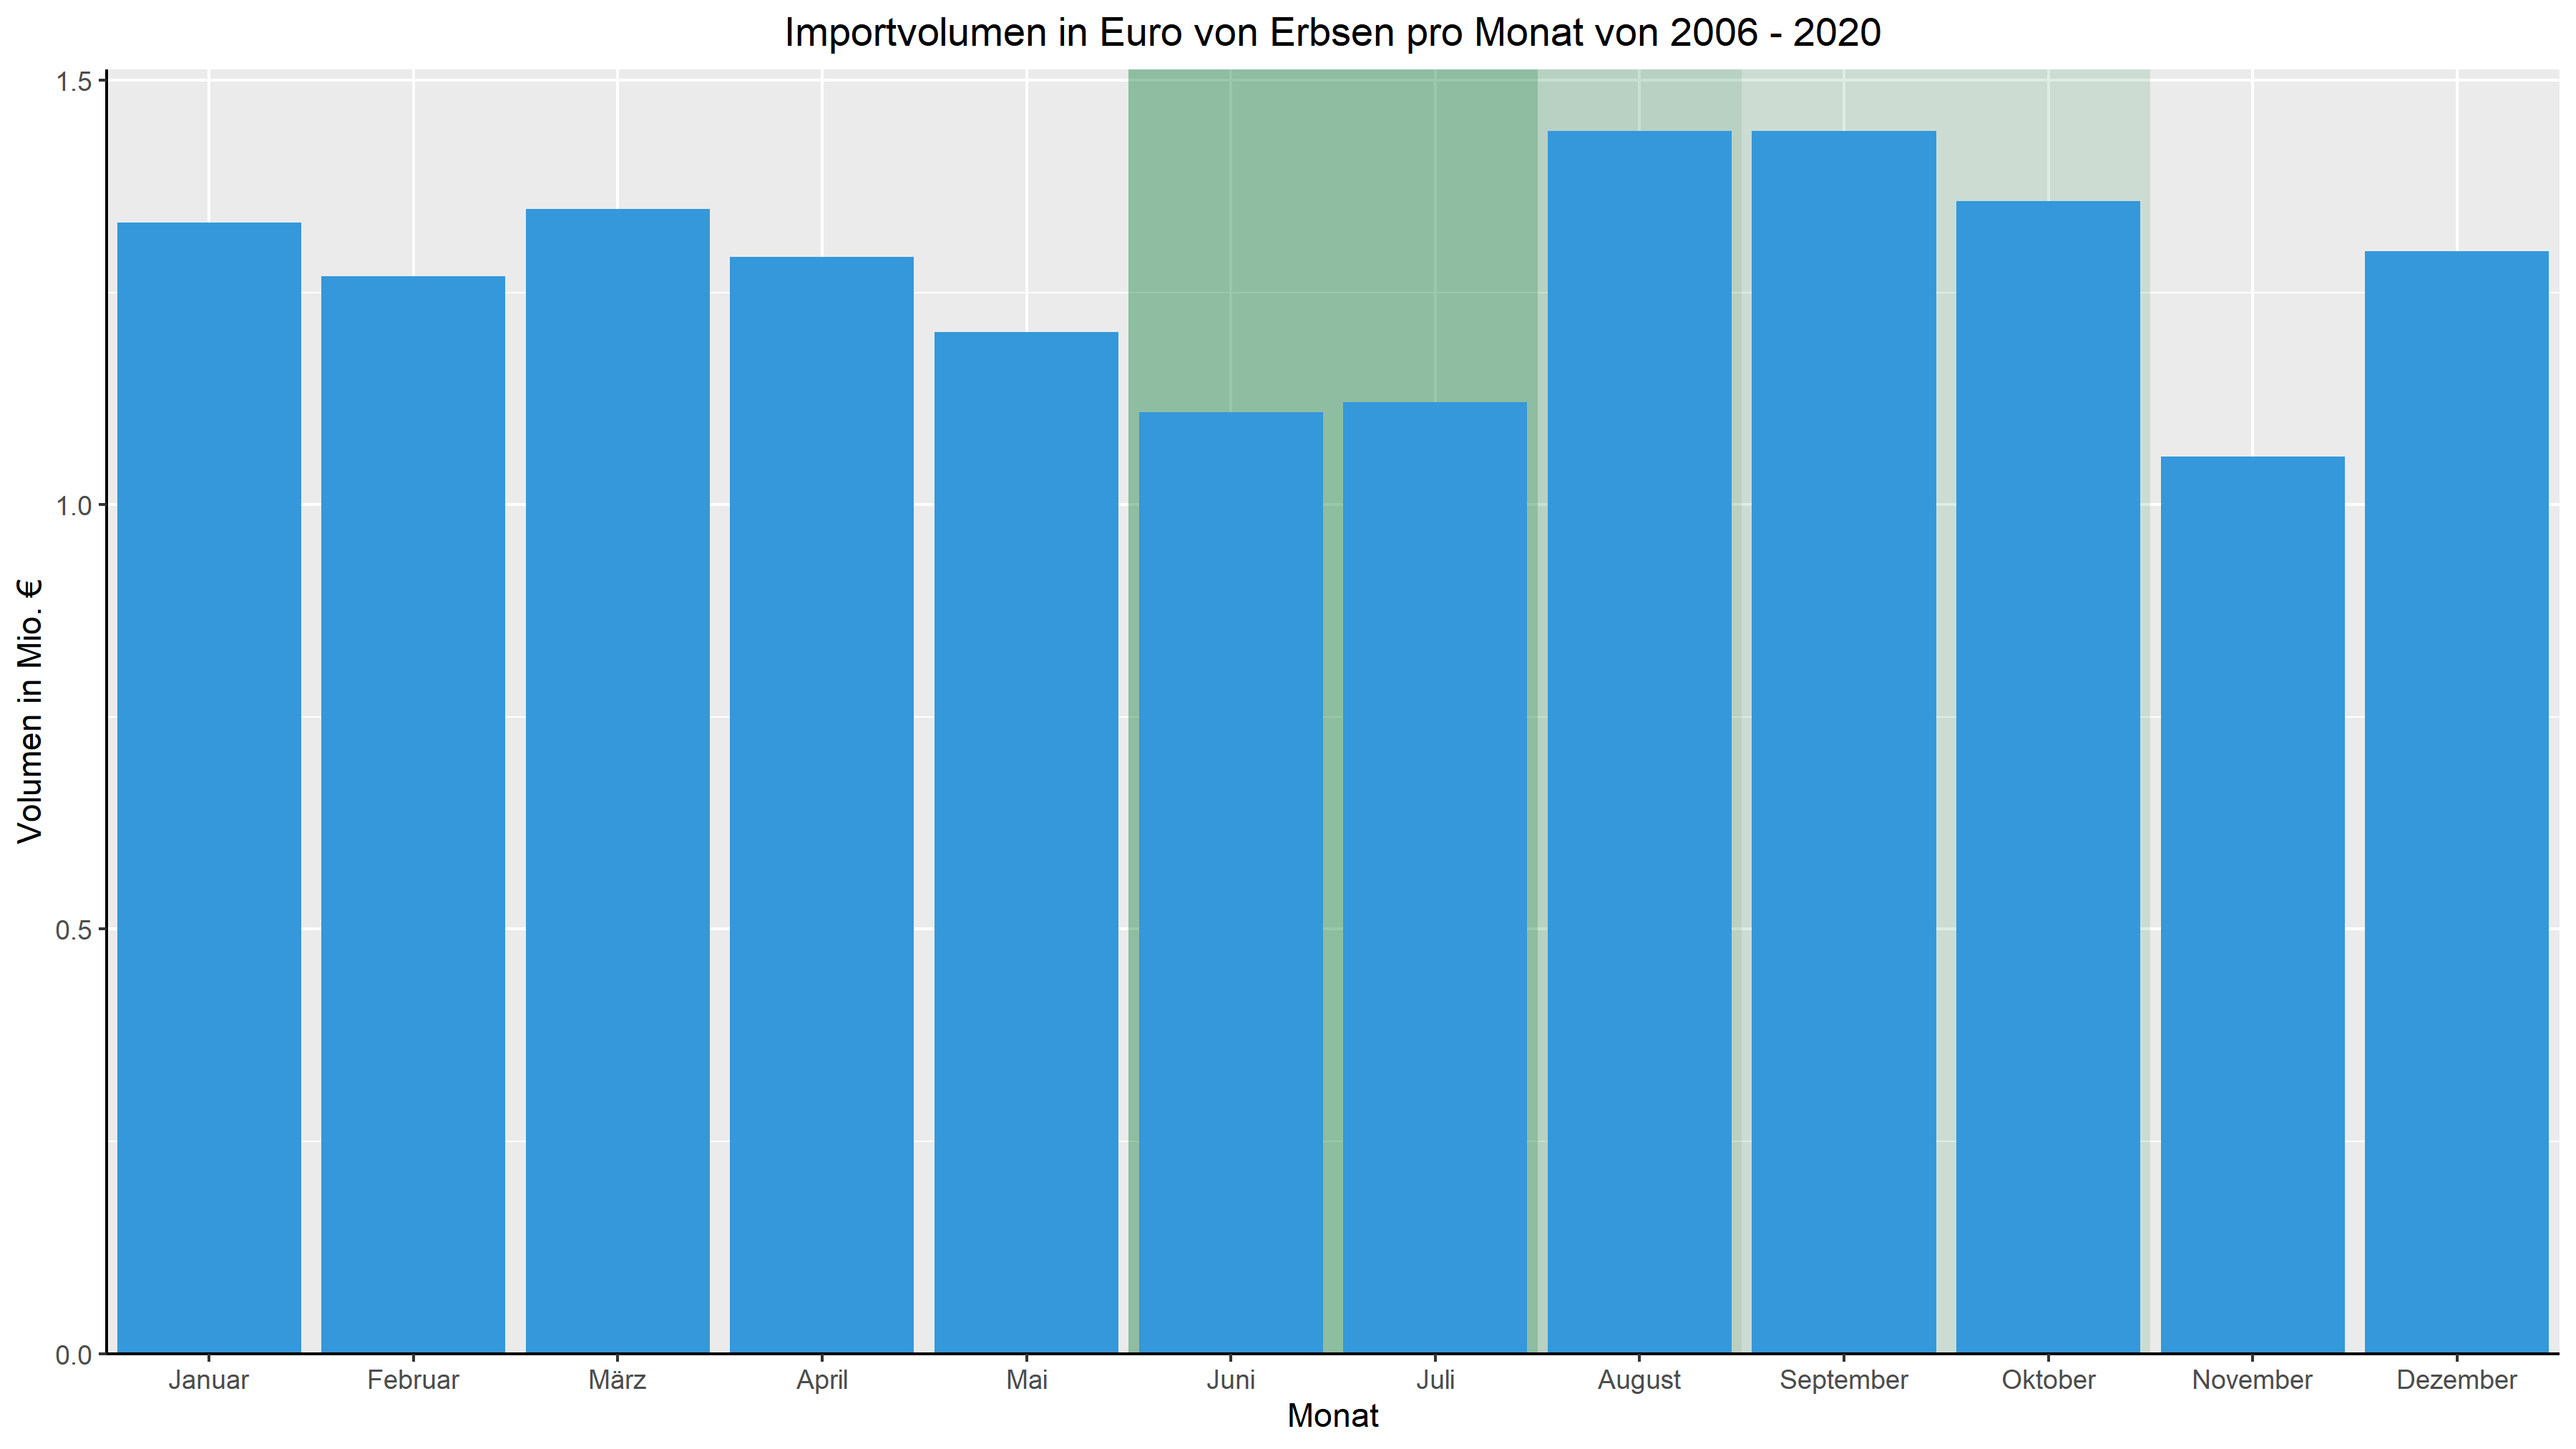 Importvolumen in Euro von Erbsen pro Monat von 2006 - 2020
Volumen in Mio. €
1.5
1.0
0.5
0.0
Januar Februar März April Mai Juni Juli August September Oktober November Dezember
Monat